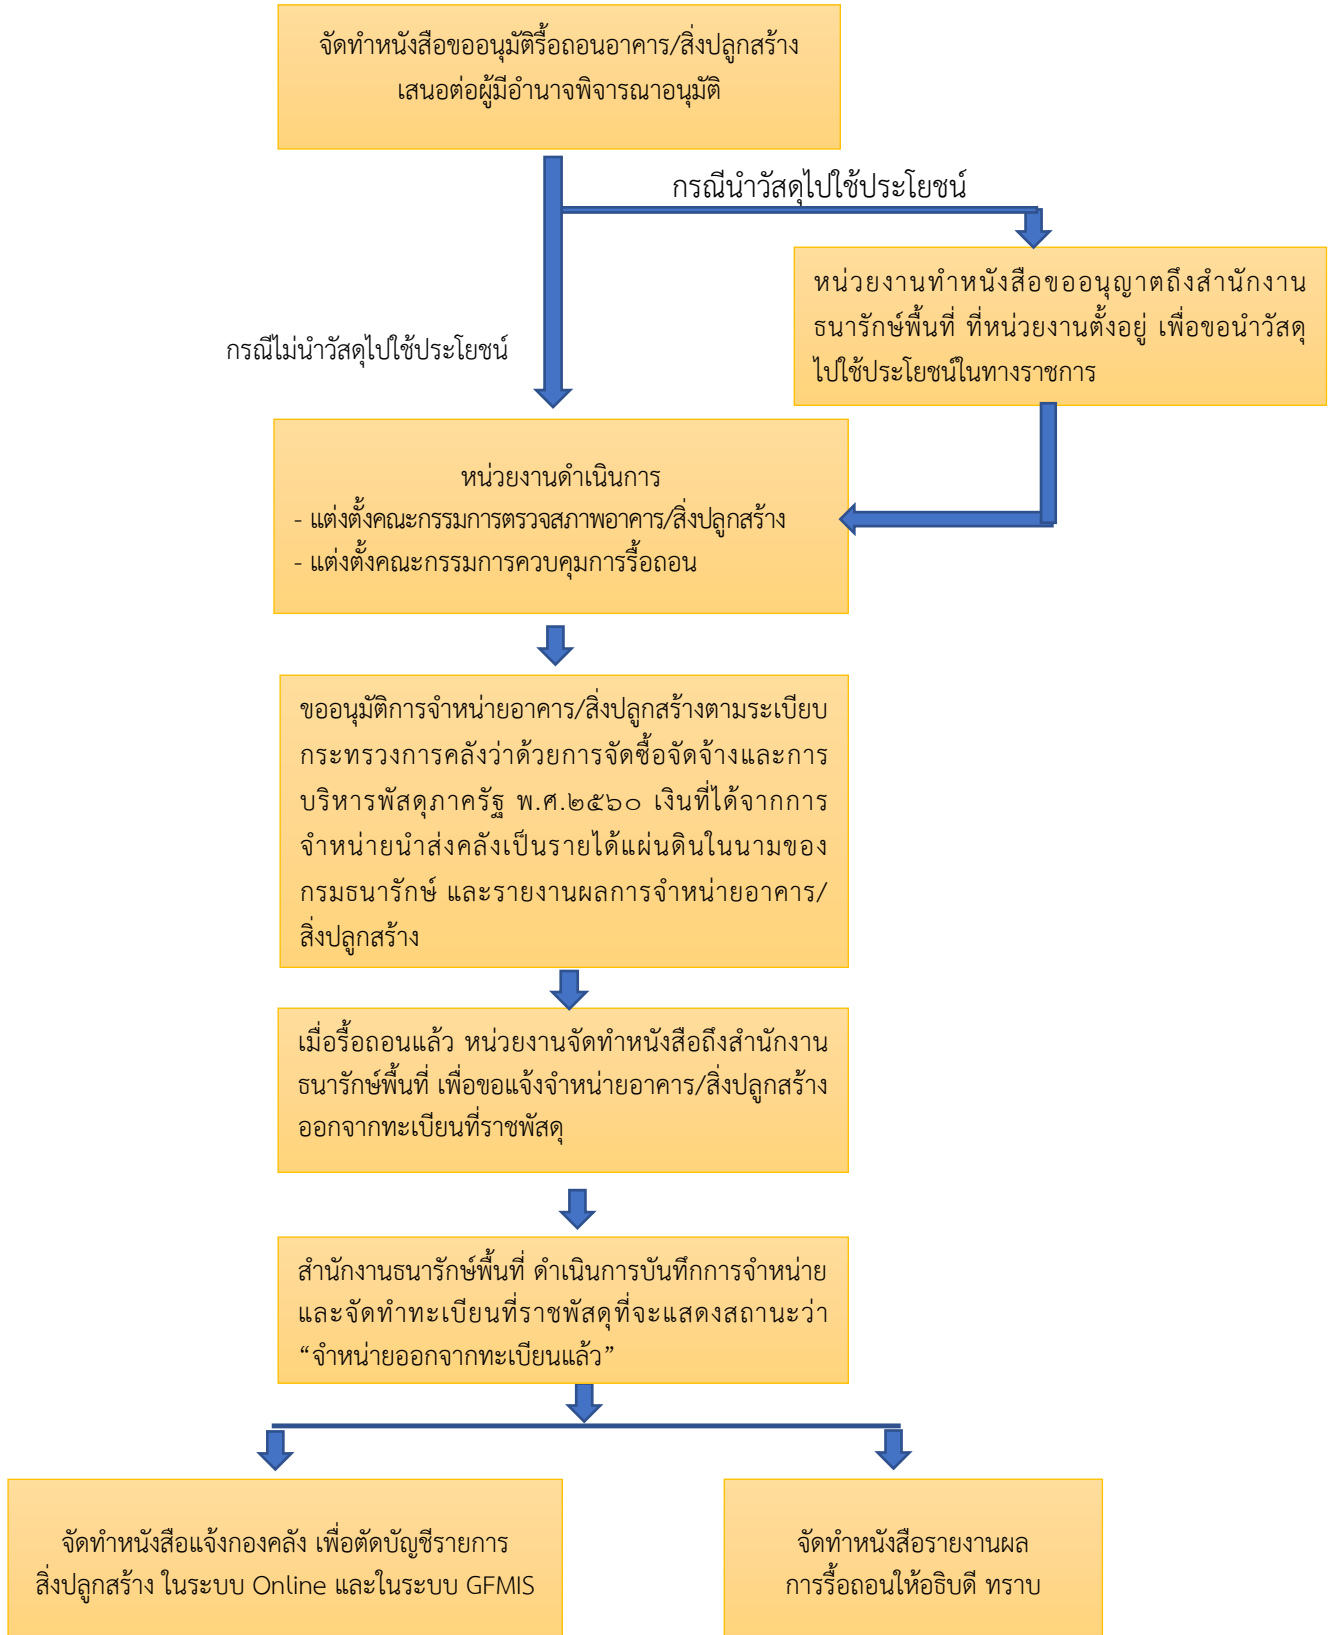 จัดทำหนังสือขออนุมัติรื้อถอนอาคาร/สิ่งปลูกสร้าง
เสนอต่อผู้มีอำนาจพิจารณาอนุมัติ
กรณีนำวัสดุไปใช้ประโยชน์
หน่วยงานทำหนังสือขออนุญาตถึงสำนักงาน
ธนารักษ์พื้นที่ ที่หน่วยงานตั้งอยู่ เพื่อขอนำวัสดุ
ไปใช้ประโยชน์ในทางราชการ
กรณีไม่นำวัสดุไปใช้ประโยชน์
หน่วยงานดำเนินการ
- แต่งตั้งคณะกรรมการตรวจสภาพอาคาร/สิ่งปลูกสร้าง
- แต่งตั้งคณะกรรมการควบคุมการรื้อถอน
ขออนุมัติการจำหน่ายอาคาร/สิ่งปลูกสร้างตามระเบียบ
กระทรวงการคลังว่าด้วยการจัดซื้อจัดจ้างและการ
บริหารพัสดุภาครัฐ พ.ศ.๒๕๖๐ เงินที่ได้จากการ
จำหน่ายนำส่งคลังเป็นรายได้แผ่นดินในนามของ
กรมธนารักษ์ และรายงานผลการจำหน่ายอาคาร/
สิ่งปลูกสร้าง
เมื่อรื้อถอนแล้ว หน่วยงานจัดทำหนังสือถึงสำนักงาน
ธนารักษ์พื้นที่ เพื่อขอแจ้งจำหน่ายอาคาร/สิ่งปลูกสร้าง
ออกจากทะเบียนที่ราชพัสดุ
สำนักงานธนารักษ์พื้นที่ ดำเนินการบันทึกการจำหน่าย
และจัดทำทะเบียนที่ราชพัสดุที่จะแสดงสถานะว่า
“จำหน่ายออกจากทะเบียนแล้ว”
จัดทำหนังสือแจ้งกองคลัง เพื่อตัดบัญชีรายการ
สิ่งปลูกสร้าง ในระบบ Online และในระบบ GFMIS
จัดทำหนังสือรายงานผล
การรื้อถอนให้อธิบดี ทราบ